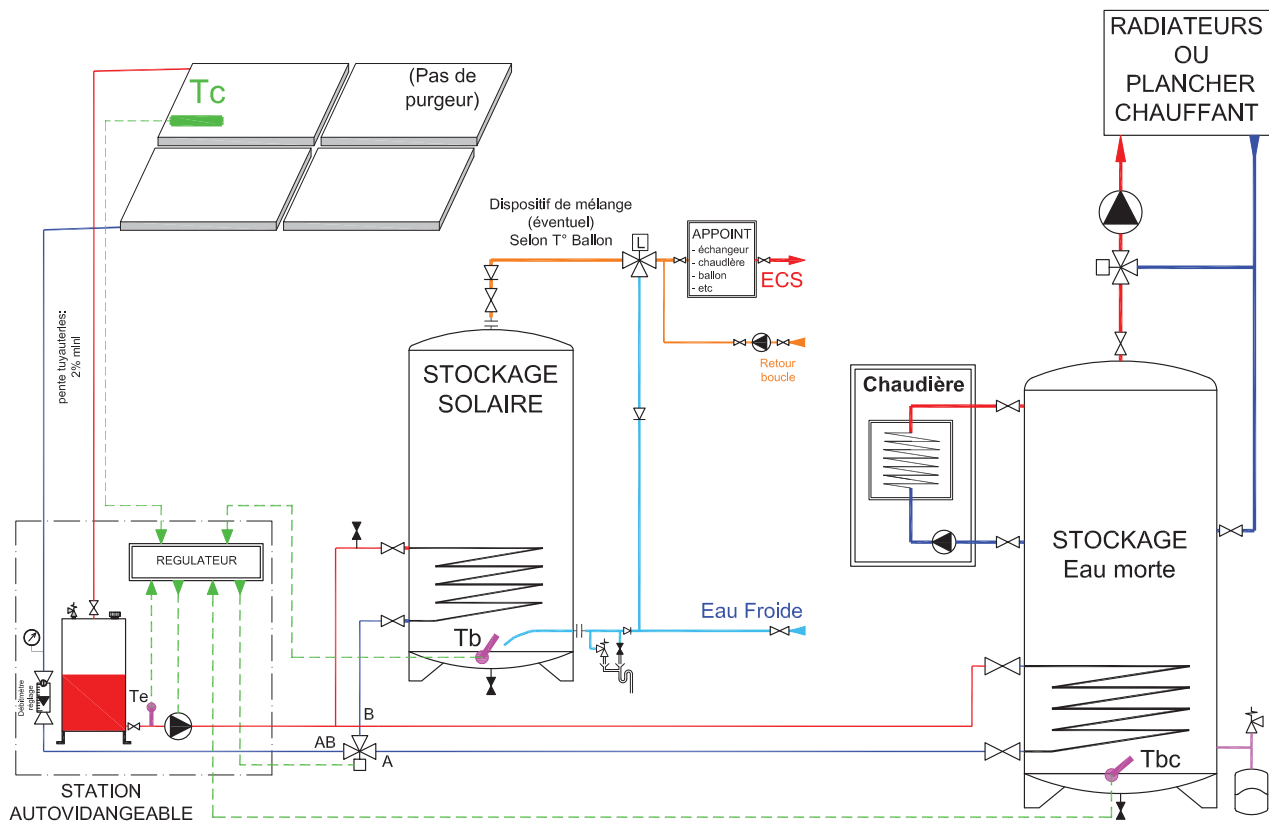 RADIATEURS
OU
PLANCHER
CHAUFFANT
Tc
(Pas de
purgeur)
Dispositif de mélange
(éventuel)
Selon T° Ballon
L
APPOINT
- échangeur
- chaudière
- ballon
- etc
ECS
Retour
boucle
pente tuyauteries:
2% mini
STOCKAGE
SOLAIRE
Chaudière
STOCKAGE
Eau morte
REGULATEUR
Eau Froide
Tb
Te
Débimètre
réglage
B
AB
A
Tbc
STATION
AUTOVIDANGEABLE